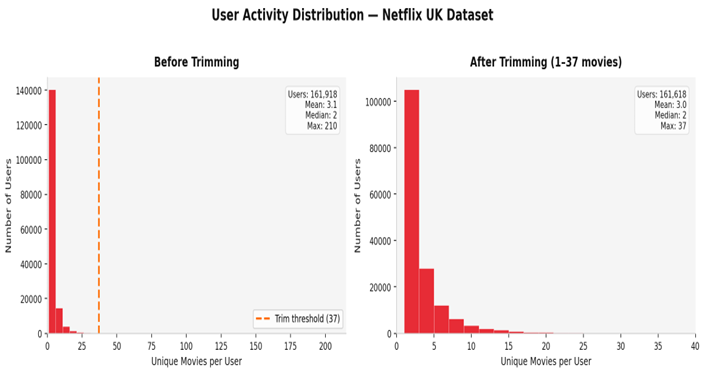 User Activity Distribution — Netflix UK Dataset
Before Trimming
Number of Users
140000
120000
100000
80000
60000
40000
20000
0
Users: 161,918
Mean: 3.1
Median: 2
Max: 210
Trim threshold (37)
0 25 50 75 100 125 150 175 200
Unique Movies per User
After Trimming (1–37 movies)
Number of Users
100000
80000
60000
40000
20000
0
Users: 161,618
Mean: 3.0
Median: 2
Max: 37
0 5 10 15 20 25 30 35 40
Unique Movies per User